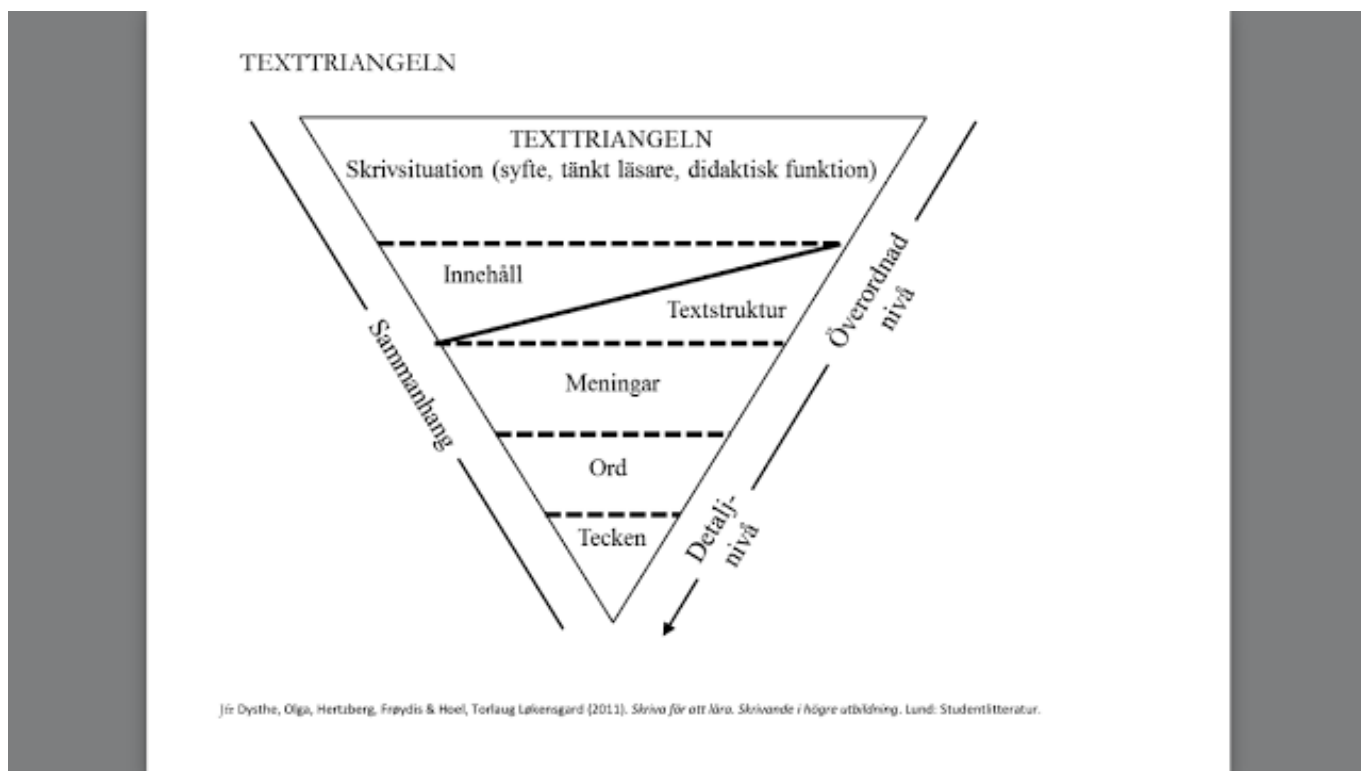 TEXTTRIANGELN
TEXTTRIANGELN
Skrivsituation (syfte, tänkt läsare, didaktisk funktion)
Innehåll
Textstruktur
Meningar
Ord
Tecken
Sammanhang
Överordnad
nivå
Detalj-
nivå
Jfr Dysthe, Olga, Hertzberg, Frøydis & Hoel, Torlaug Løkensgard (2011). Skriva för att lära. Skrivande i högre utbildning. Lund: Studentlitteratur.